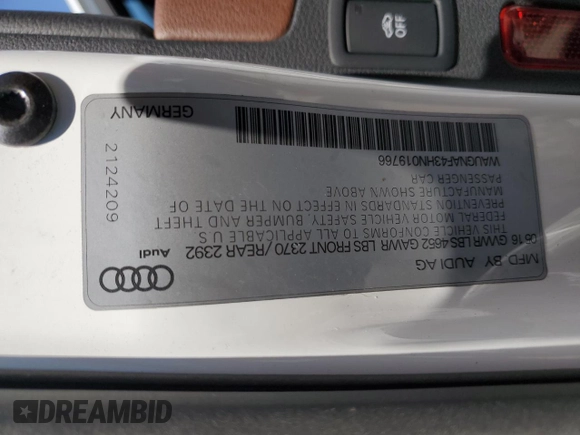 MFD BY AUDI AG
0616 GVWR LBS 4652 GAWR LBS FRONT 2370 /REAR 2392
THIS VEHICLE CONFORMS TO ALL APPLICABLE U.S.
FEDERAL MOTOR VEHICLE SAFETY, BUMPER AND THEFT
PREVENTION STANDARDS IN EFFECT ON THE DATE OF
MANUFACTURE SHOWN ABOVE
PASSENGER CAR
WAUGNAF43HN019766
Audi
2124209
GERMANY
OFF
DREAMBID